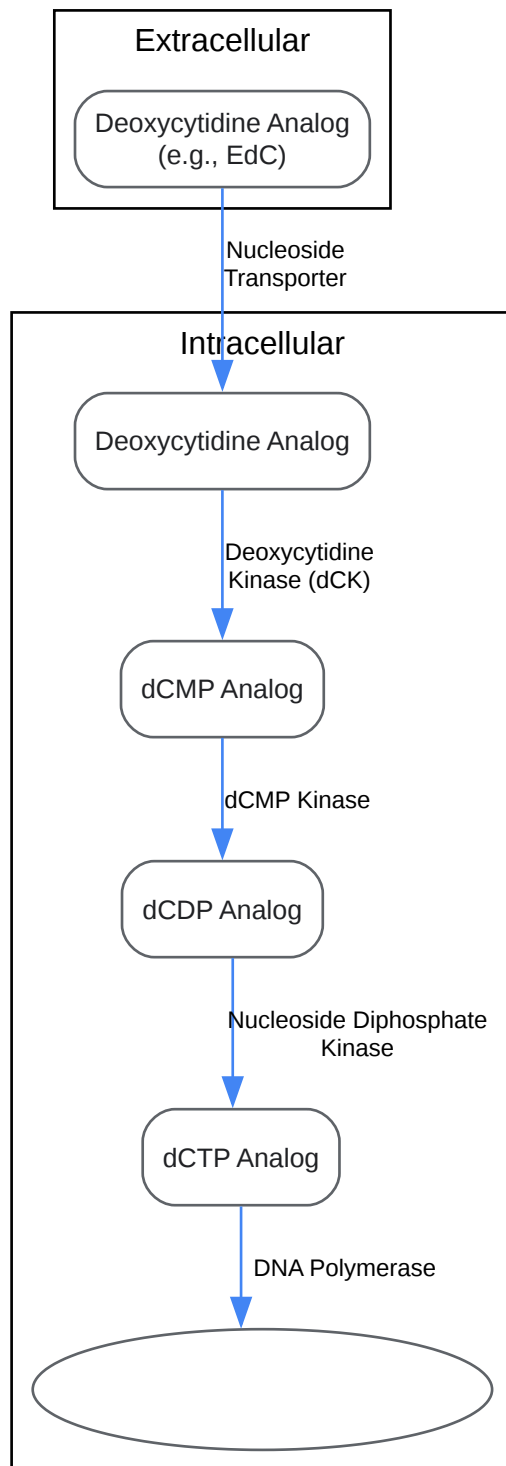 Extracellular
Deoxycytidine Analog
(e.g., EdC)
Nucleoside
Transporter
Intracellular
Deoxycytidine Analog
Deoxycytidine
Kinase (dCK)
dCMP Analog
dCMP Kinase
dCDP Analog
Nucleoside Diphosphate
Kinase
dCTP Analog
DNA Polymerase